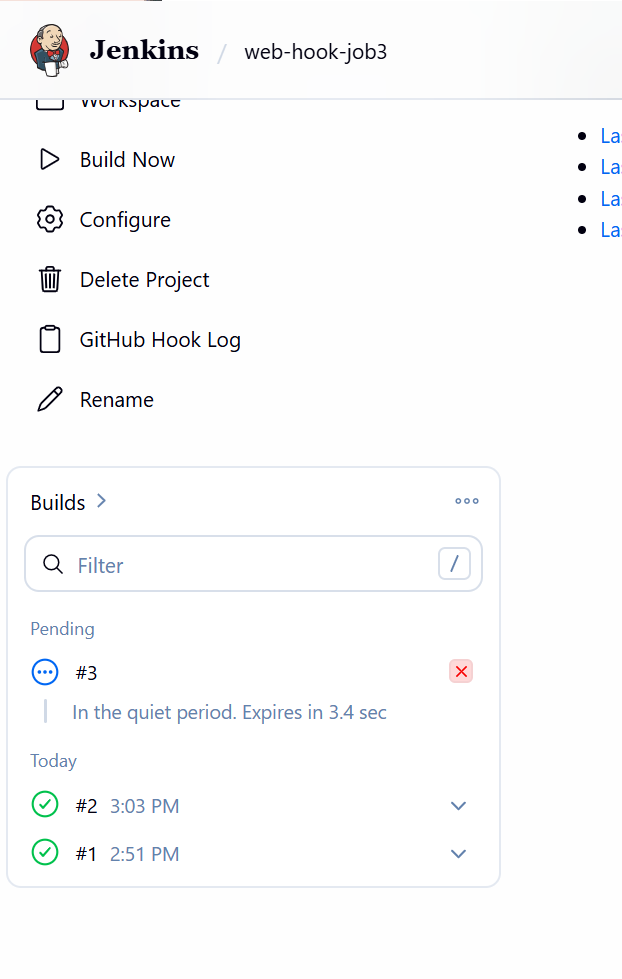 Jenkins / web-hook-job3
Workspace
Build Now
Configure
Delete Project
GitHub Hook Log
Rename
Builds
Filter /
Pending
#3
In the quiet period. Expires in 3.4 sec
Today
#2 3:03 PM
#1 2:51 PM